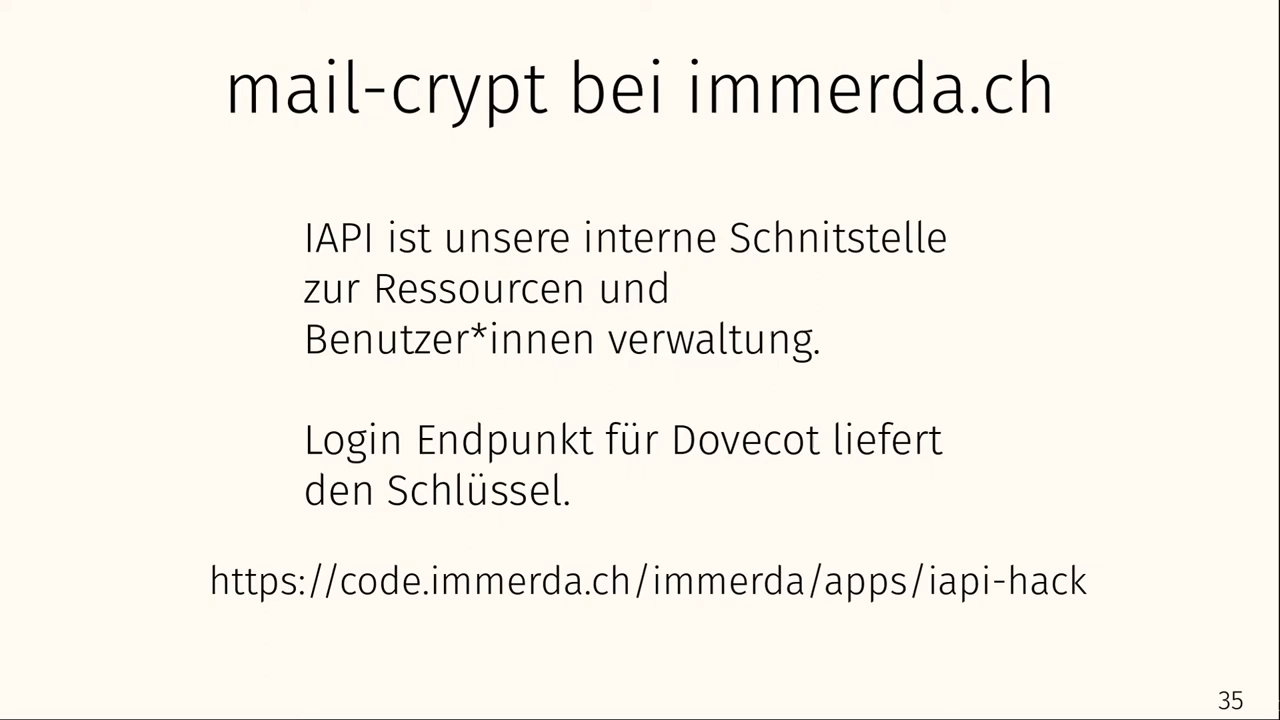 mail-crypt bei immerda.ch
IAPI ist unsere interne Schnitstelle
zur Ressourcen und
Benutzer*innen verwaltung.
Login Endpunkt für Dovecot liefert
den Schlüssel.
https://code.immerda.ch/immerda/apps/iapi-hack
35